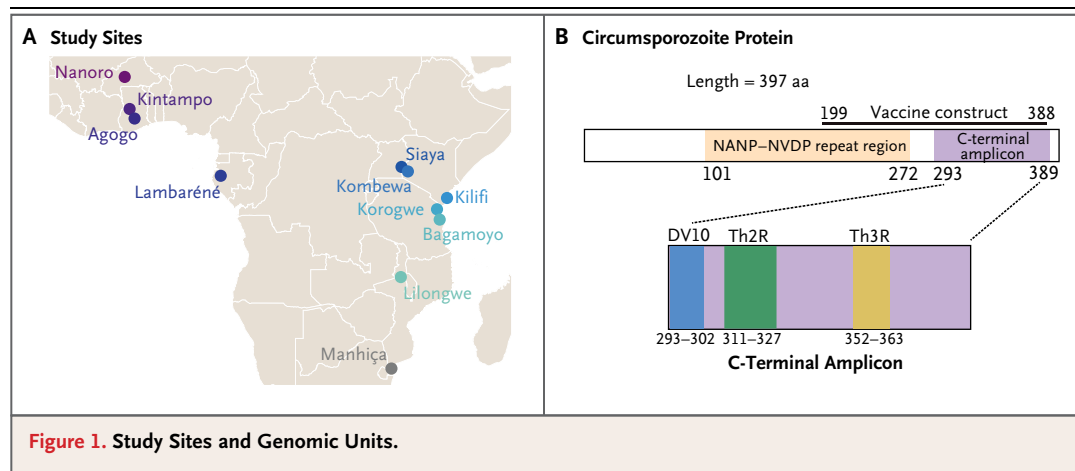 A Study Sites
Nanoro
Kintampo
Agogo
Lambaréné
Siaya
Kombewa
Kilifi
Korogwe
Bagamoyo
Lilongwe
Manhiça
B Circumsporozoite Protein
Length = 397 aa
199 Vaccine construct 388
NANP–NVDP repeat region
C-terminal
amplicon
101 272 293 389
DV10 Th2R Th3R
293–302 311–327 352–363
C-Terminal Amplicon
Figure 1. Study Sites and Genomic Units.